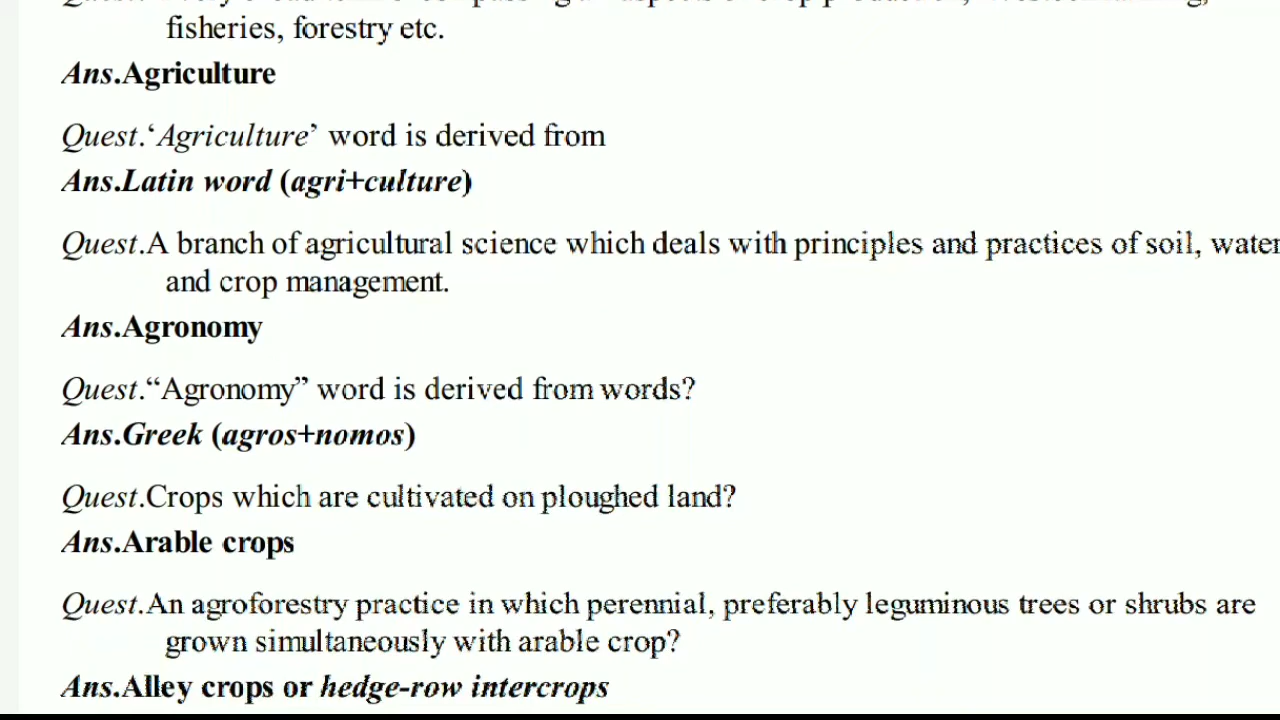 fisheries, forestry etc.
Ans.Agriculture
Quest.‘Agriculture’ word is derived from
Ans.Latin word (agri+culture)
Quest.A branch of agricultural science which deals with principles and practices of soil, water
and crop management.
Ans.Agronomy
Quest.“Agronomy” word is derived from words?
Ans.Greek (agros+nomos)
Quest.Crops which are cultivated on ploughed land?
Ans.Arable crops
Quest.An agroforestry practice in which perennial, preferably leguminous trees or shrubs are
grown simultaneously with arable crop?
Ans.Alley crops or hedge-row intercrops